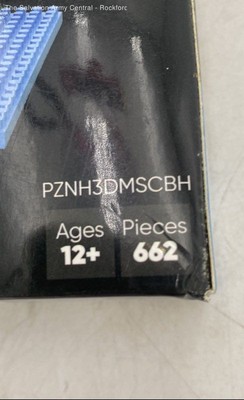 The Salvation Army Central - Rockford
PZNH3DMSCBH
Ages Pieces
12+ 662